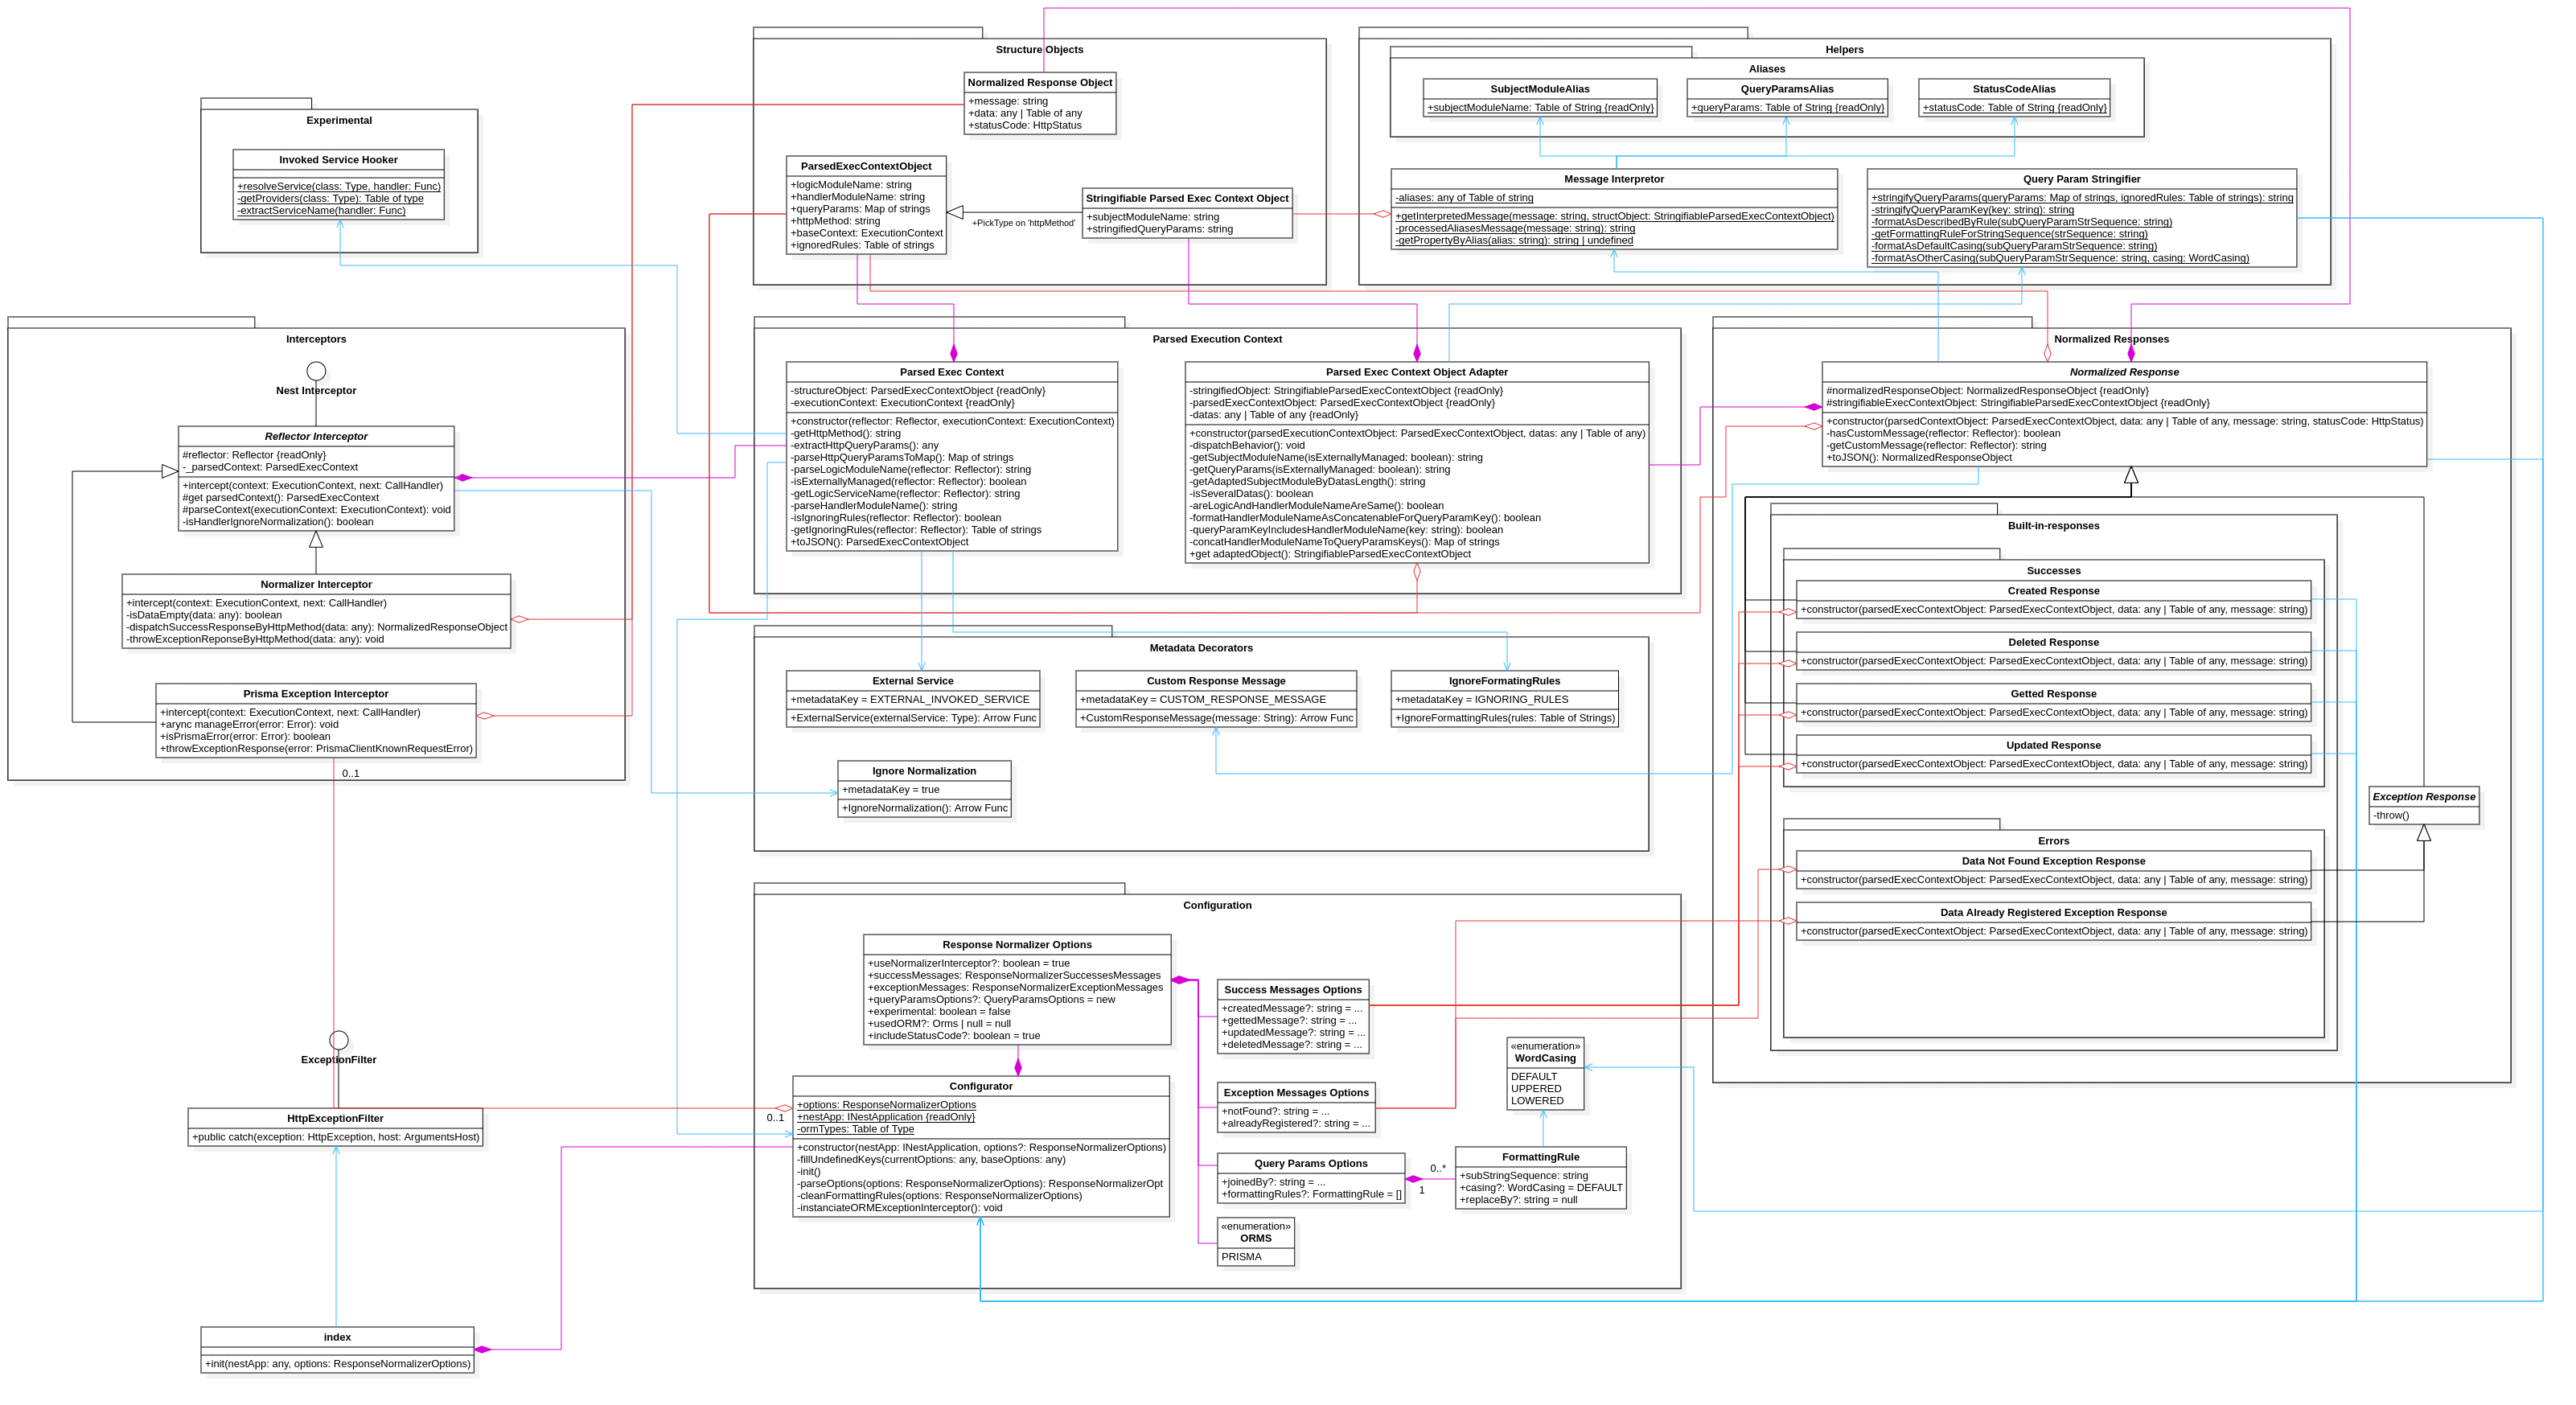 Structure Objects
Normalized Response Object
+message: string
+data: any | Table of any
+statusCode: HttpStatus
ParsedExecContextObject
+logicModuleName: string
+handlerModuleName: string
+queryParams: Map of strings
+httpMethod: string
+baseContext: ExecutionContext
+ignoredRules: Table of strings
+PickType on 'httpMethod'
Stringifiable Parsed Exec Context Object
+subjectModuleName: string
+stringifiedQueryParams: string
Helpers
Aliases
SubjectModuleAlias
+subjectModuleName: Table of String {readOnly}
QueryParamsAlias
+queryParams: Table of String {readOnly}
StatusCodeAlias
+statusCode: Table of String {readOnly}
Message Interpretor
-aliases: any of Table of string
+getInterpretedMessage(message: string, structObject: StringifiableParsedExecContextObject)
-processedAliasesMessage(message: string): string
-getPropertyByAlias(alias: string): string | undefined
Query Param Stringifier
+stringifyQueryParams(queryParams: Map of strings, ignoredRules: Table of strings): string
-stringifyQueryParamKey(key: string): string
-formatAsDescribedByRule(subQueryParamStrSequence: string)
-getFormattingRuleForStringSequence(strSequence: string)
-formatAsDefaultCasing(subQueryParamStrSequence: string)
-formatAsOtherCasing(subQueryParamStrSequence: string, casing: WordCasing)
Experimental
Invoked Service Hooker
+resolveService(class: Type, handler: Func)
-getProviders(class: Type): Table of type
-extractServiceName(handler: Func)
Interceptors
Nest Interceptor
Reflector Interceptor
#reflector: Reflector {readOnly}
-_parsedContext: ParsedExecContext
+intercept(context: ExecutionContext, next: CallHandler)
#get parsedContext(): ParsedExecContext
#parseContext(executionContext: ExecutionContext): void
-isHandlerIgnoreNormalization(): boolean
Normalizer Interceptor
+intercept(context: ExecutionContext, next: CallHandler)
-isDataEmpty(data: any): boolean
-dispatchSuccessResponseByHttpMethod(data: any): NormalizedResponseObject
-throwExceptionReponseByHttpMethod(data: any): void
Prisma Exception Interceptor
+intercept(context: ExecutionContext, next: CallHandler)
+arync manageError(error: Error): void
+isPrismaError(error: Error): boolean
+throwExceptionResponse(error: PrismaClientKnownRequestError)
0..1
Parsed Execution Context
Parsed Exec Context
-structureObject: ParsedExecContextObject {readOnly}
-executionContext: ExecutionContext {readOnly}
+constructor(reflector: Reflector, executionContext: ExecutionContext)
-getHttpMethod(): string
-extractHttpQueryParams(): any
-parseHttpQueryParamsToMap(): Map of strings
-parseLogicModuleName(reflector: Reflector): string
-isExternallyManaged(reflector: Reflector): boolean
-getLogicServiceName(reflector: Reflector): string
-parseHandlerModuleName(): string
-isIgnoringRules(reflector: Reflector): boolean
-getIgnoringRules(reflector: Reflector): Table of strings
+toJSON(): ParsedExecContextObject
Parsed Exec Context Object Adapter
-stringifiedObject: StringifiableParsedExecContextObject {readOnly}
-parsedExecContextObject: ParsedExecContextObject {readOnly}
-datas: any | Table of any {readOnly}
+constructor(parsedExecutionContextObject: ParsedExecContextObject, datas: any | Table of any)
-dispatchBehavior(): void
-getSubjectModuleName(isExternallyManaged: boolean): string
-getQueryParams(isExternallyManaged: boolean): string
-getAdaptedSubjectModuleByDatasLength(): string
-isSeveralDatas(): boolean
-areLogicAndHandlerModuleNameAreSame(): boolean
-formatHandlerModuleNameAsConcatenableForQueryParamKey(): boolean
-queryParamKeyIncludesHandlerModuleName(key: string): boolean
-concatHandlerModuleNameToQueryParamsKeys(): Map of strings
+get adaptedObject(): StringifiableParsedExecContextObject
Normalized Responses
Normalized Response
#normalizedResponseObject: NormalizedResponseObject {readOnly}
#stringifiableExecContextObject: StringifiableParsedExecContextObject {readOnly}
+constructor(parsedContextObject: ParsedExecContextObject, data: any | Table of any, message: string, statusCode: HttpStatus)
-hasCustomMessage(reflector: Reflector): boolean
-getCustomMessage(reflector: Reflector): string
+toJSON(): NormalizedResponseObject
Built-in-responses
Successes
Created Response
+constructor(parsedExecContextObject: ParsedExecContextObject, data: any | Table of any, message: string)
Deleted Response
+constructor(parsedExecContextObject: ParsedExecContextObject, data: any | Table of any, message: string)
Getted Response
+constructor(parsedExecContextObject: ParsedExecContextObject, data: any | Table of any, message: string)
Updated Response
+constructor(parsedExecContextObject: ParsedExecContextObject, data: any | Table of any, message: string)
Exception Response
-throw()
Errors
Data Not Found Exception Response
+constructor(parsedExecContextObject: ParsedExecContextObject, data: any | Table of any, message: string)
Data Already Registered Exception Response
+constructor(parsedExecContextObject: ParsedExecContextObject, data: any | Table of any, message: string)
Metadata Decorators
External Service
+metadataKey = EXTERNAL_INVOKED_SERVICE
+ExternalService(externalService: Type): Arrow Func
Custom Response Message
+metadataKey = CUSTOM_RESPONSE_MESSAGE
+CustomResponseMessage(message: String): Arrow Func
IgnoreFormatingRules
+metadataKey = IGNORING_RULES
+IgnoreFormattingRules(rules: Table of Strings)
Ignore Normalization
+metadataKey = true
+IgnoreNormalization(): Arrow Func
Configuration
Response Normalizer Options
+useNormalizerInterceptor?: boolean = true
+successMessages: ResponseNormalizerSuccessesMessages
+exceptionMessages: ResponseNormalizerExceptionMessages
+queryParamsOptions?: QueryParamsOptions = new
+experimental: boolean = false
+usedORM?: Orms | null = null
+includeStatusCode?: boolean = true
Success Messages Options
+createdMessage?: string = ...
+gettedMessage?: string = ...
+updatedMessage?: string = ...
+deletedMessage?: string = ...
«enumeration»
WordCasing
DEFAULT
UPPERED
LOWERED
Configurator
+options: ResponseNormalizerOptions
+nestApp: INestApplication {readOnly}
-ormTypes: Table of Type
+constructor(nestApp: INestApplication, options?: ResponseNormalizerOptions)
-fillUndefinedKeys(currentOptions: any, baseOptions: any)
-init()
-parseOptions(options: ResponseNormalizerOptions): ResponseNormalizerOpt
-cleanFormattingRules(options: ResponseNormalizerOptions)
-instanciateORMExceptionInterceptor(): void
0..1
Exception Messages Options
+notFound?: string = ...
+alreadyRegistered?: string = ...
Query Params Options
+joinedBy?: string = ...
+formattingRules?: FormattingRule = []
0..*
1
FormattingRule
+subStringSequence: string
+casing?: WordCasing = DEFAULT
+replaceBy?: string = null
«enumeration»
ORMS
PRISMA
ExceptionFilter
HttpExceptionFilter
+public catch(exception: HttpException, host: ArgumentsHost)
index
+init(nestApp: any, options: ResponseNormalizerOptions)